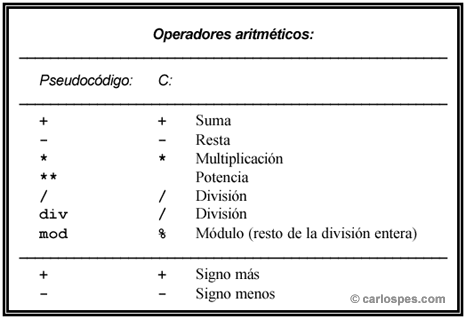 Operadores aritméticos:
Pseudocódigo: C:
+ + Suma
- - Resta
* * Multiplicación
** Potencia
/ / División
div / División
mod % Módulo (resto de la división entera)
+ + Signo más
- - Signo menos
© carlospes.com